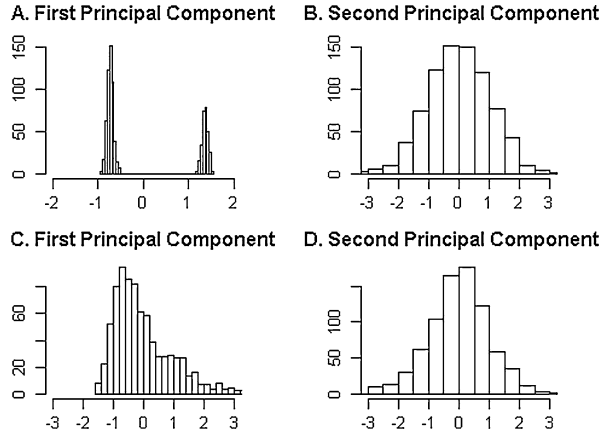 A. First Principal Component
150
100
50
0
-2 -1 0 1 2
B. Second Principal Component
150
100
50
0
-3 -2 -1 0 1 2 3
C. First Principal Component
60
20
0
-3 -2 -1 0 1 2 3
D. Second Principal Component
100
50
0
-3 -2 -1 0 1 2 3